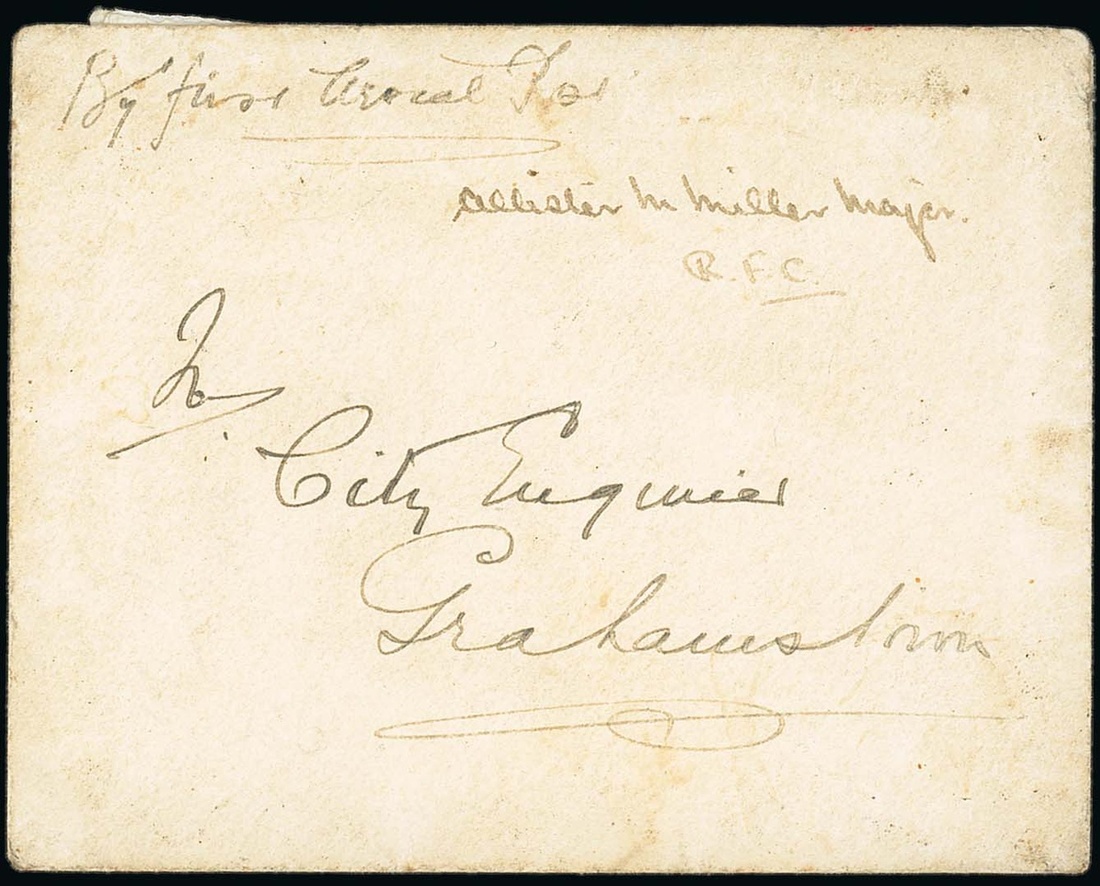 By first Aerial Post
Allister M Miller Major.
R.F.C.
To
City Engineer
Grahamstown